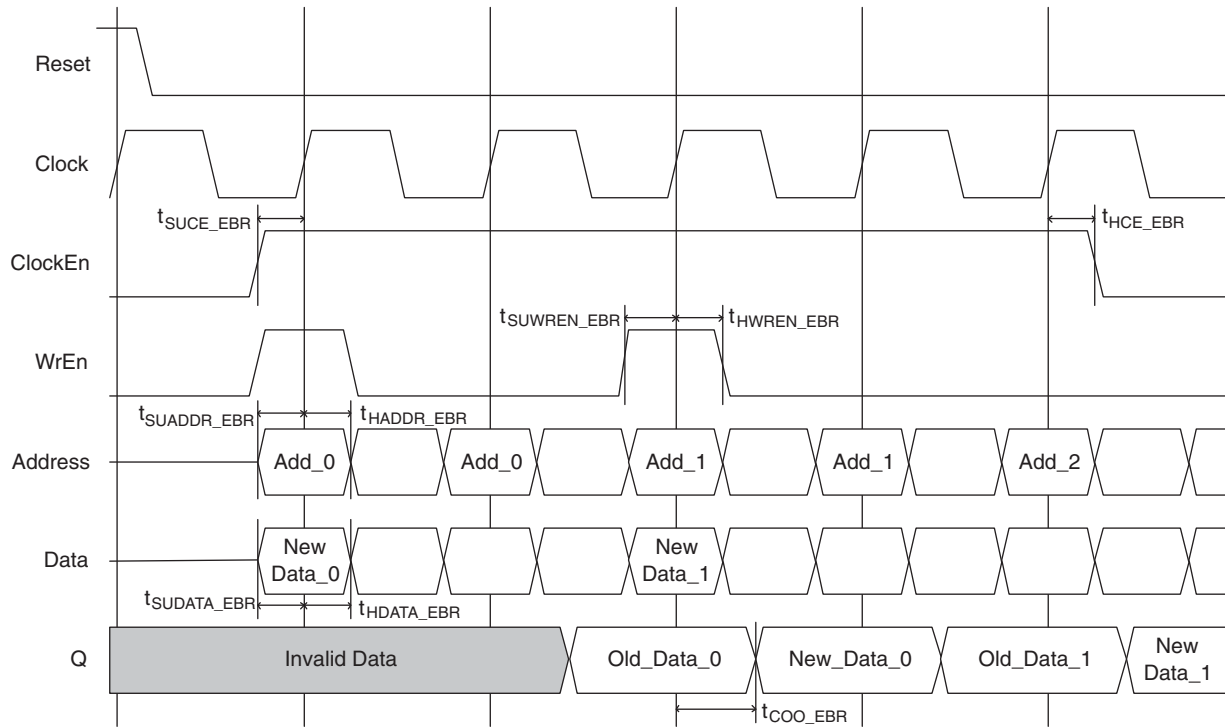 Reset
Clock
tSUCE_EBR
tHCE_EBR
ClockEn
tSUWREN_EBR
tHWREN_EBR
WrEn
tSUADDR_EBR
tHADDR_EBR
Address
Add_0
Add_0
Add_1
Add_1
Add_2
Data
New
Data_0
New
Data_1
tSUDATA_EBR
tHDATA_EBR
Q
Invalid Data
Old_Data_0
New_Data_0
Old_Data_1
New
Data_1
tCOO_EBR